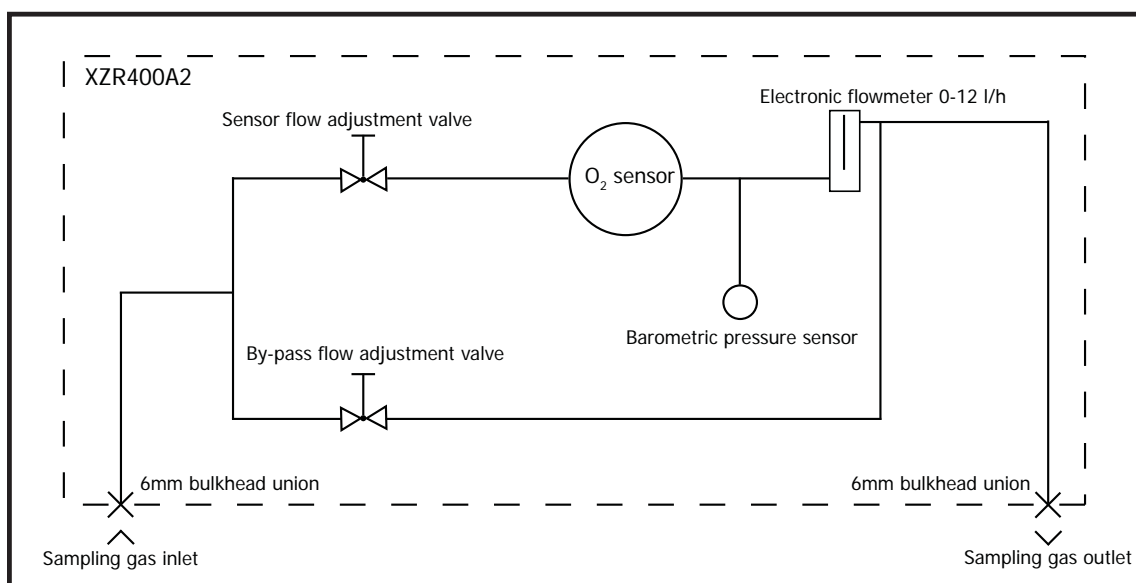 XZR400A2
Electronic flowmeter 0-12 l/h
Sensor flow adjustment valve
O₂ sensor
Barometric pressure sensor
By-pass flow adjustment valve
6mm bulkhead union
6mm bulkhead union
Sampling gas inlet
Sampling gas outlet